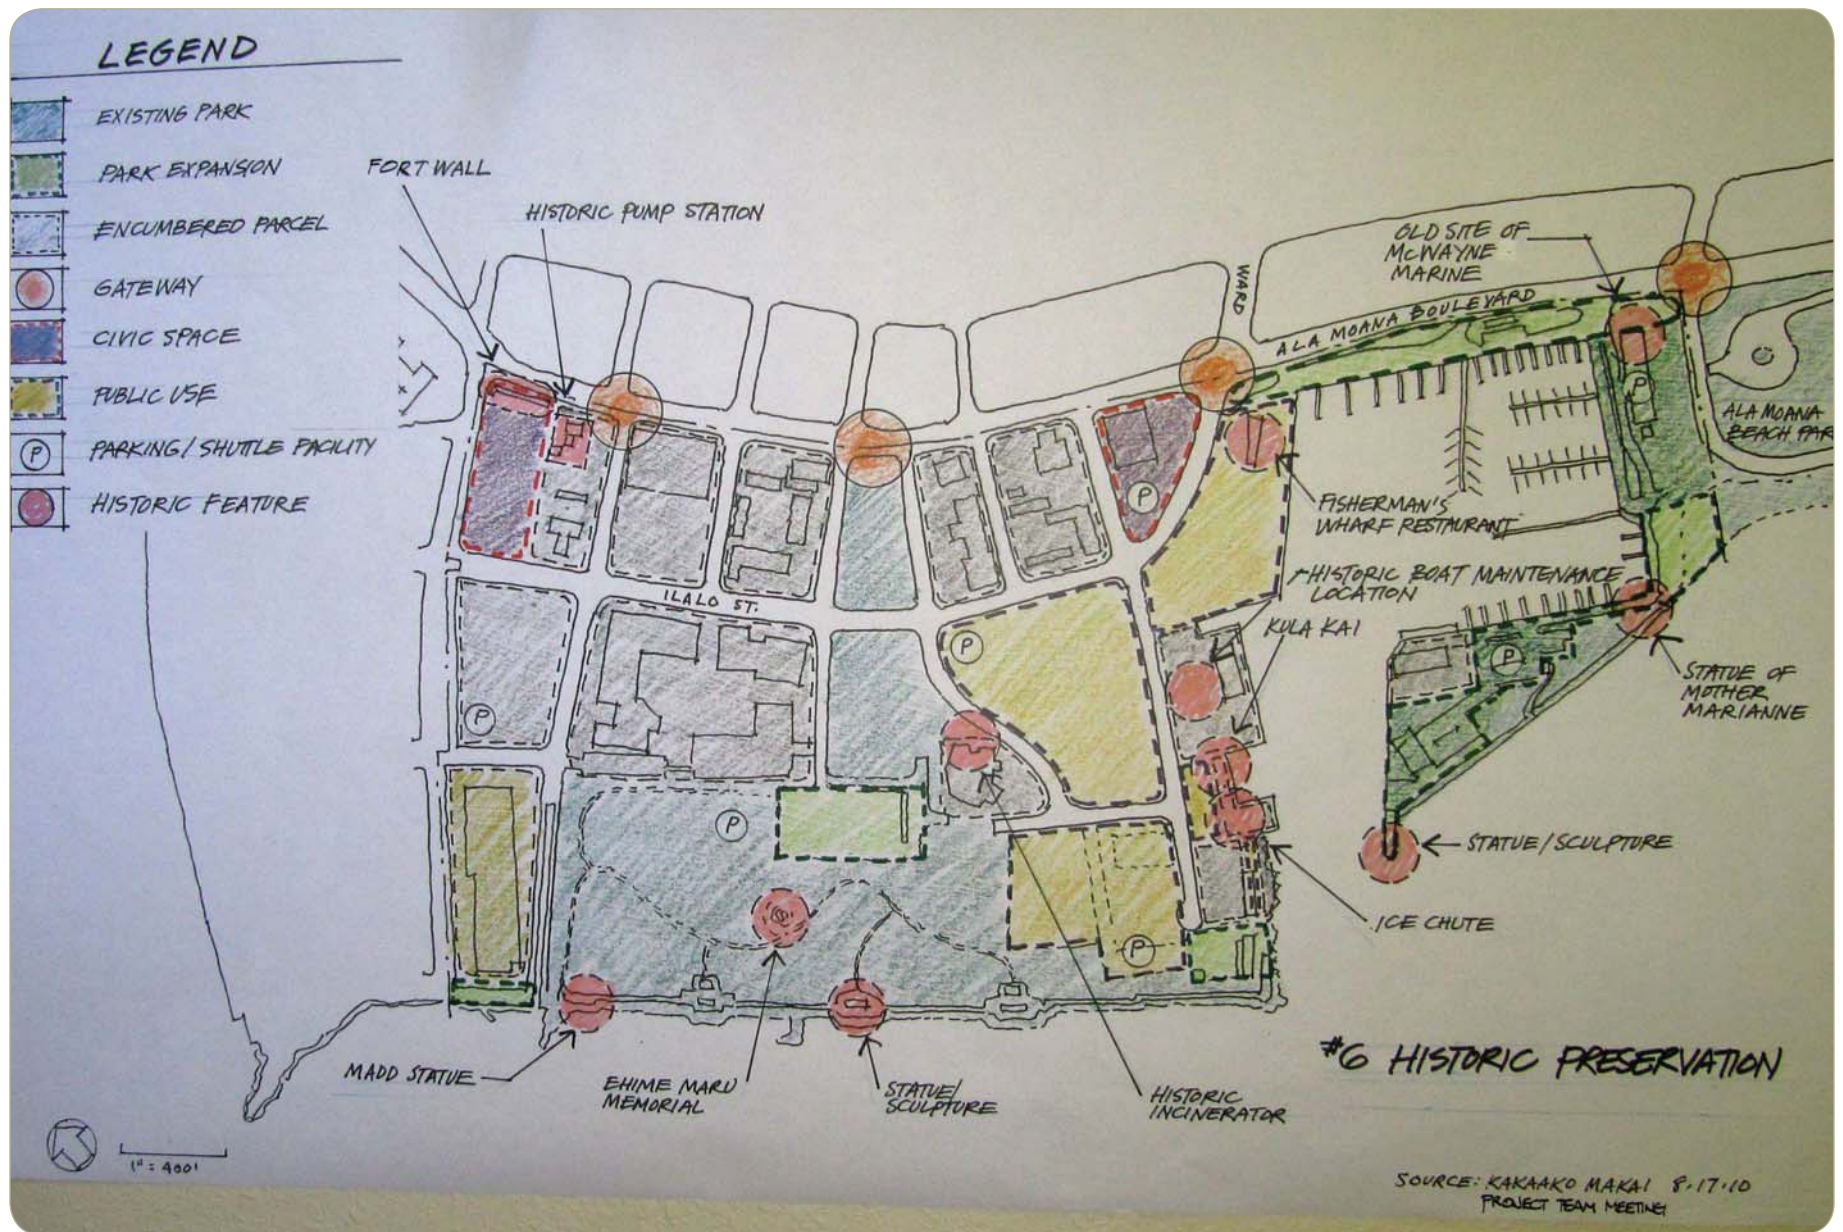 LEGEND
EXISTING PARK
PARK EXPANSION
ENCUMBERED PARCEL
GATEWAY
CIVIC SPACE
PUBLIC USE
P PARKING/SHUTTLE FACILITY
HISTORIC FEATURE
FORT WALL
HISTORIC PUMP STATION
WARD
OLD SITE OF
McWAYNE
MARINE
ALA MOANA BOULEVARD
P
ALA MOANA
BEACH PAR
P
FISHERMAN'S
WHARF RESTAURANT
HISTORIC BOAT MAINTENANCE
LOCATION
KULA KAI
ILALO ST.
P
P
STATUE OF
MOTHER
MARIANNE
P
P
STATUE/SCULPTURE
ICE CHUTE
P
MADD STATUE
EHIME MARU
MEMORIAL
STATUE/
SCULPTURE
HISTORIC
INCINERATOR
#6 HISTORIC PRESERVATION
1" = 400'
SOURCE: KAKAAKO MAKAI 8.17.10
PROJECT TEAM MEETING